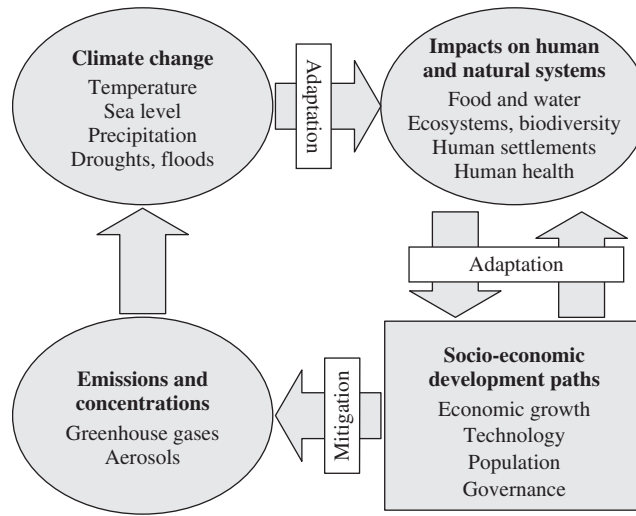 Climate change
Temperature
Sea level
Precipitation
Droughts, floods
Adaptation
Impacts on human
and natural systems
Food and water
Ecosystems, biodiversity
Human settlements
Human health
Adaptation
Emissions and
concentrations
Greenhouse gases
Aerosols
Mitigation
Socio-economic
development paths
Economic growth
Technology
Population
Governance